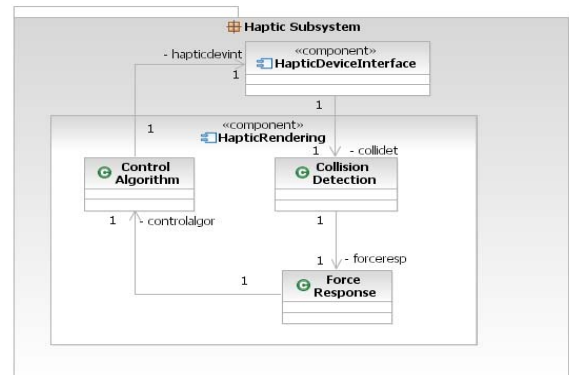 Haptic Subsystem
- hapticdevint
«component»
HapticDeviceInterface
1
1
1
«component»
HapticRendering
1
- collidet
Control
Algorithm
Collision
Detection
1
- controlalgor
1
1
- forceresp
1
Force
Response